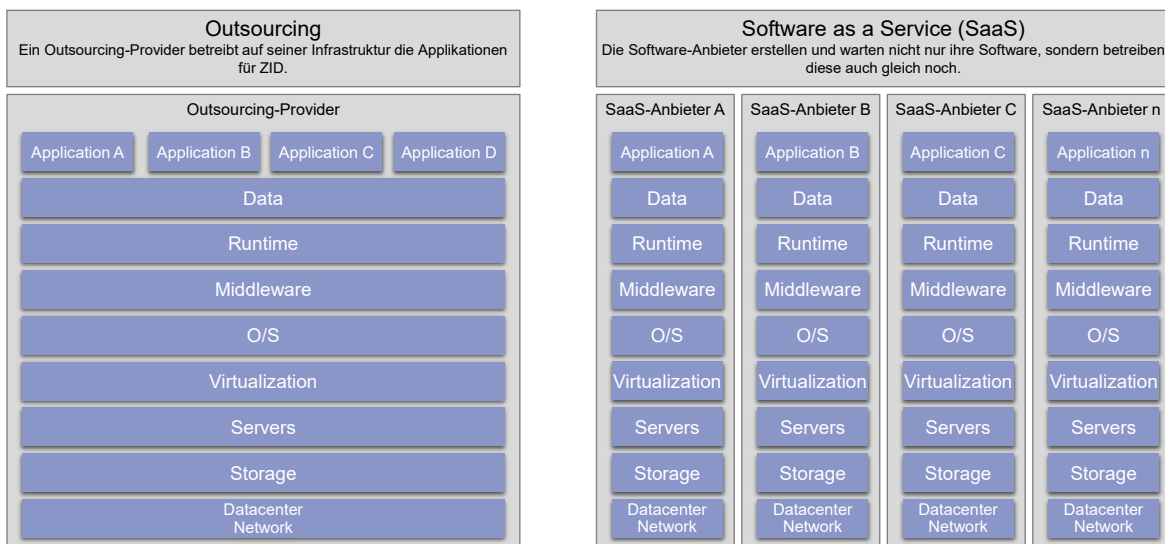 Outsourcing
Ein Outsourcing-Provider betreibt auf seiner Infrastruktur die Applikationen
für ZID.
Outsourcing-Provider
Application A
Application B
Application C
Application D
Data
Runtime
Middleware
O/S
Virtualization
Servers
Storage
Datacenter
Network
Software as a Service (SaaS)
Die Software-Anbieter erstellen und warten nicht nur ihre Software, sondern betreiben
diese auch gleich noch.
SaaS-Anbieter A
Application A
Data
Runtime
Middleware
O/S
Virtualization
Servers
Storage
Datacenter
Network
SaaS-Anbieter B
Application B
Data
Runtime
Middleware
O/S
Virtualization
Servers
Storage
Datacenter
Network
SaaS-Anbieter C
Application C
Data
Runtime
Middleware
O/S
Virtualization
Servers
Storage
Datacenter
Network
SaaS-Anbieter n
Application n
Data
Runtime
Middleware
O/S
Virtualization
Servers
Storage
Datacenter
Network